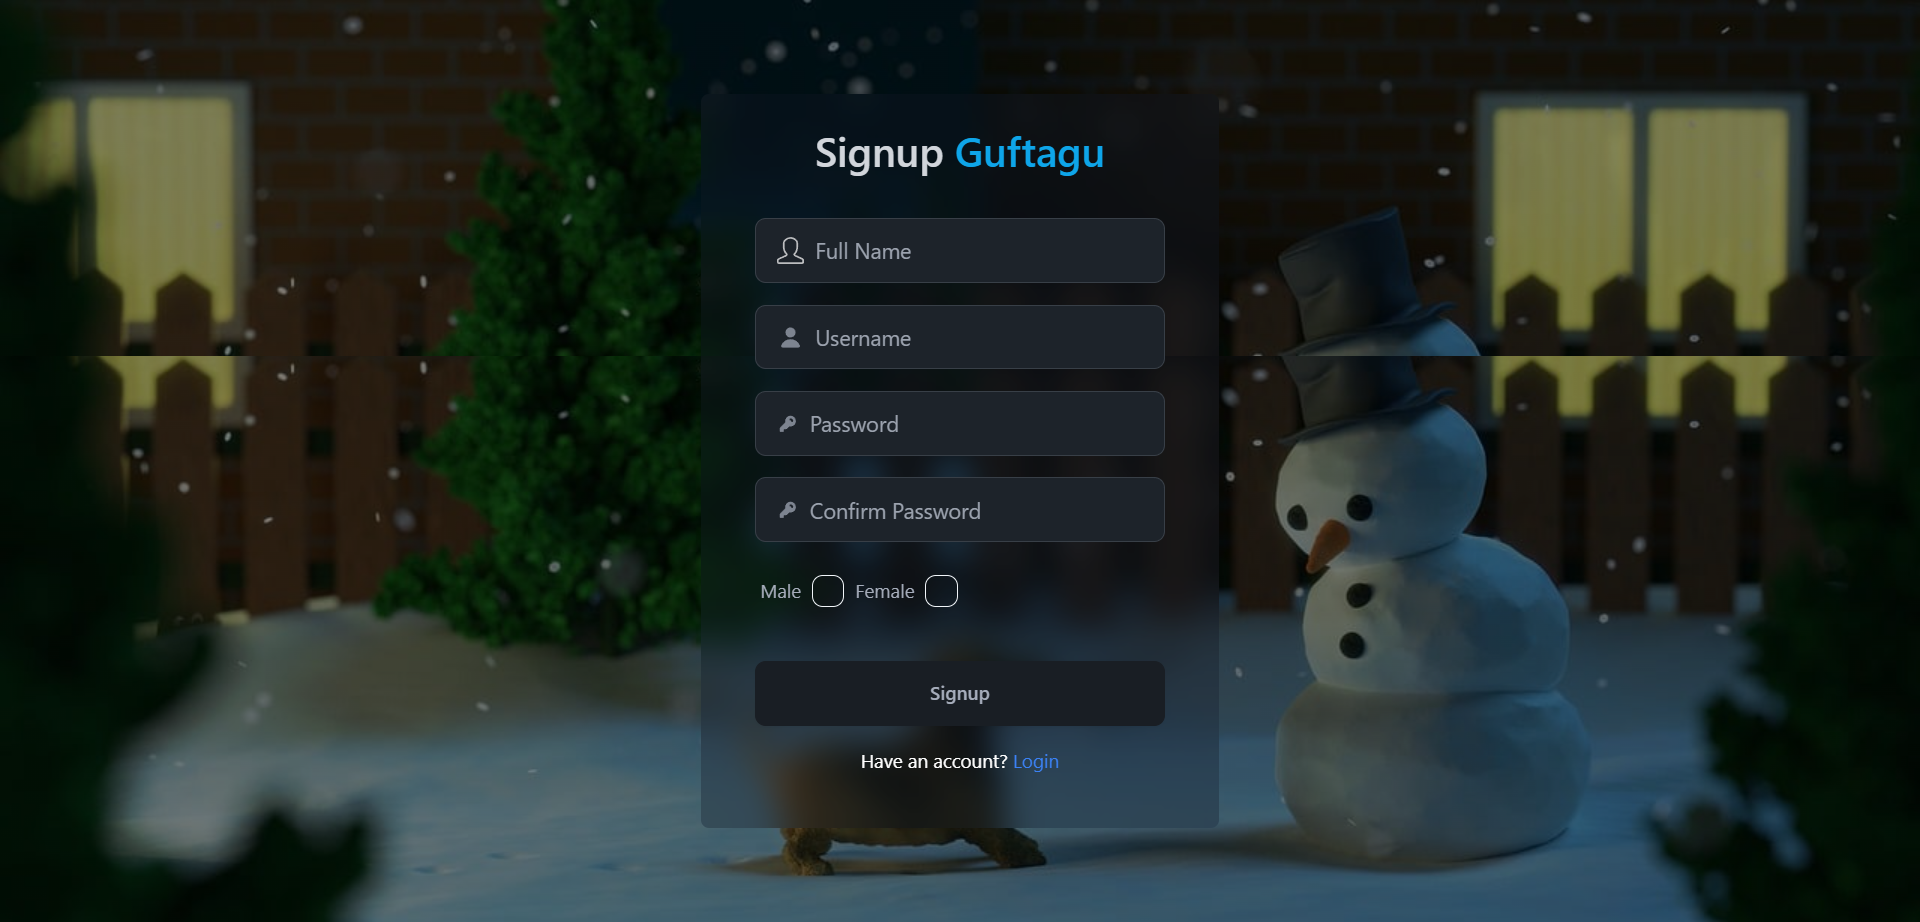 Signup Guftagu
Full Name
Username
Password
Confirm Password
Male Female
Signup
Have an account? Login